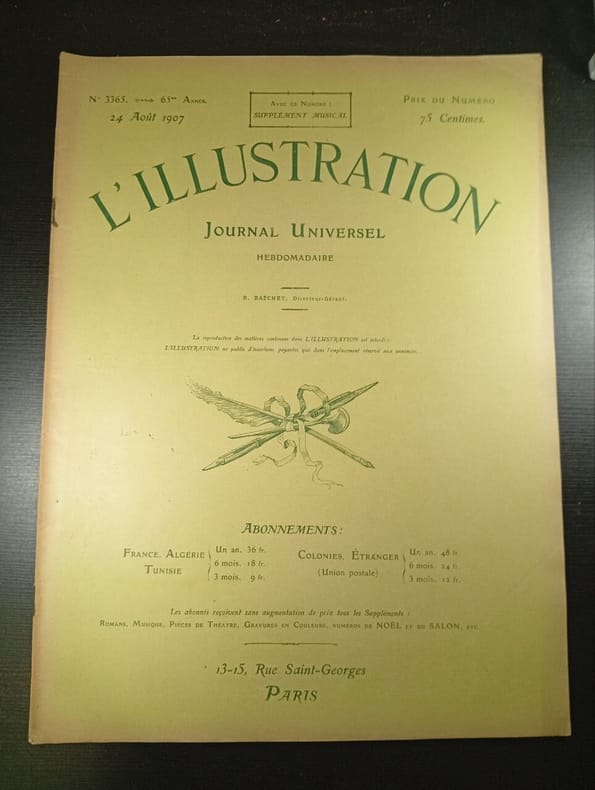 N° 3365. 65me Année.
24 Août 1907
Avec ce Numéro :
SUPPLÉMENT MUSICAL
Prix du Numéro
75 Centimes.
L'ILLUSTRATION
Journal Universel
HEBDOMADAIRE
R. BASCHET, Directeur-Gérant.
La reproduction des matières contenues dans L'ILLUSTRATION est interdite.
L'ILLUSTRATION ne publie d'insertions payantes que dans l'emplacement réservé aux annonces.
ABONNEMENTS :
France, Algérie
Tunisie
Un an. 36 fr.
6 mois. 18 fr.
3 mois. 9 fr.
Colonies, Étranger
(Union postale)
Un an. 48 fr.
6 mois. 24 fr.
3 mois. 12 fr.
Les abonnés reçoivent sans augmentation de prix tous les Suppléments :
Romans, Musique, Pièces de Théatre, Gravures en Couleurs, numéros de NOËL et du SALON, etc.
13-15, Rue Saint-Georges
Paris